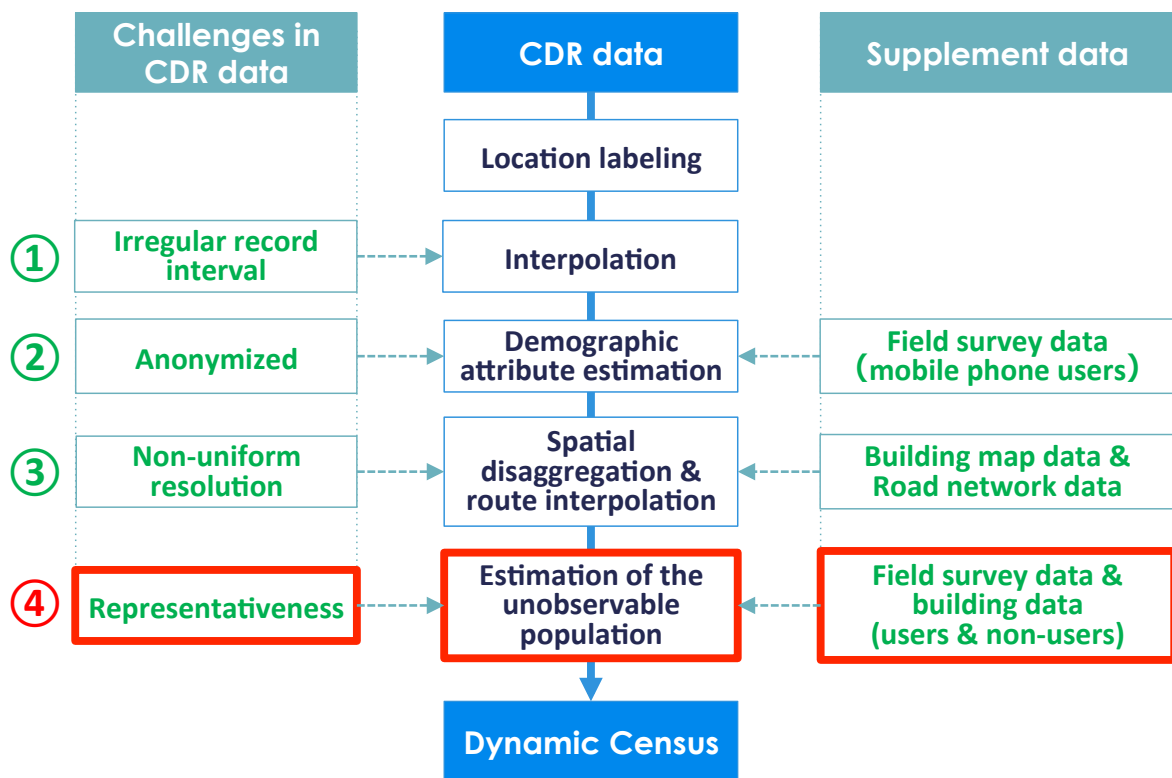 Challenges in
CDR data
CDR data
Supplement data
Location labeling
①
Irregular record
interval
Interpolation
②
Anonymized
Demographic
attribute estimation
Field survey data
(mobile phone users)
③
Non-uniform
resolution
Spatial
disaggregation &
route interpolation
Building map data &
Road network data
④
Representativeness
Estimation of the
unobservable
population
Field survey data &
building data
(users & non-users)
Dynamic Census